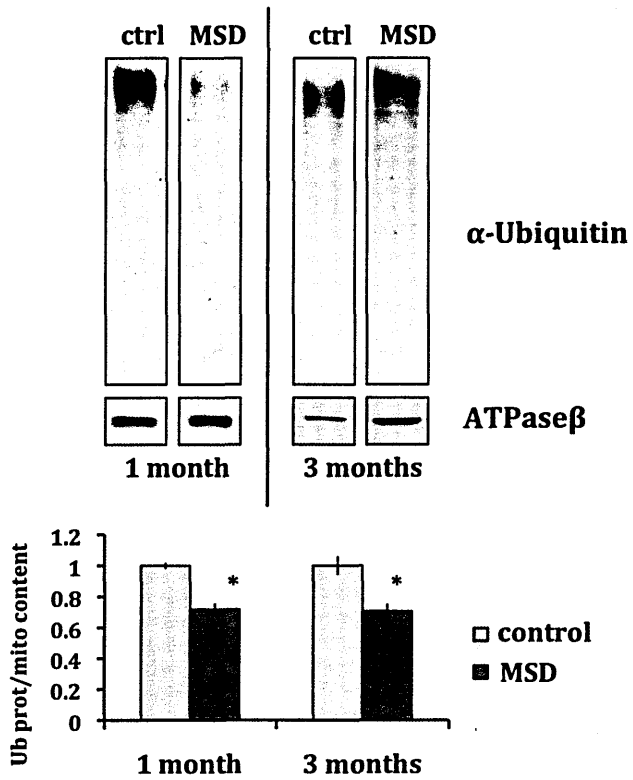 ctrl MSD ctrl MSD
α-Ubiquitin
ATPaseβ
1 month 3 months
Ub prot/mito content
1.2
1
0.8
0.6
0.4
0.2
0
* *
control
MSD
1 month 3 months